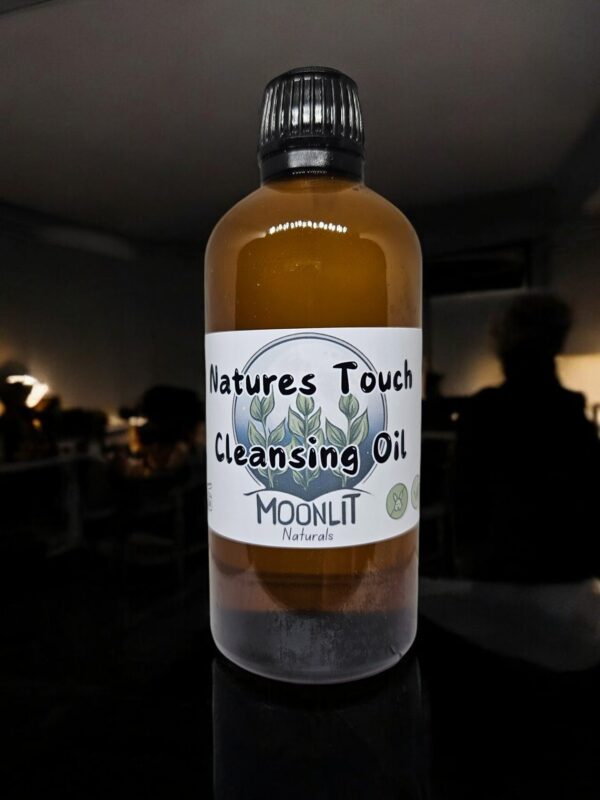 Natures Touch
Cleansing Oil
MOONLIT
Naturals